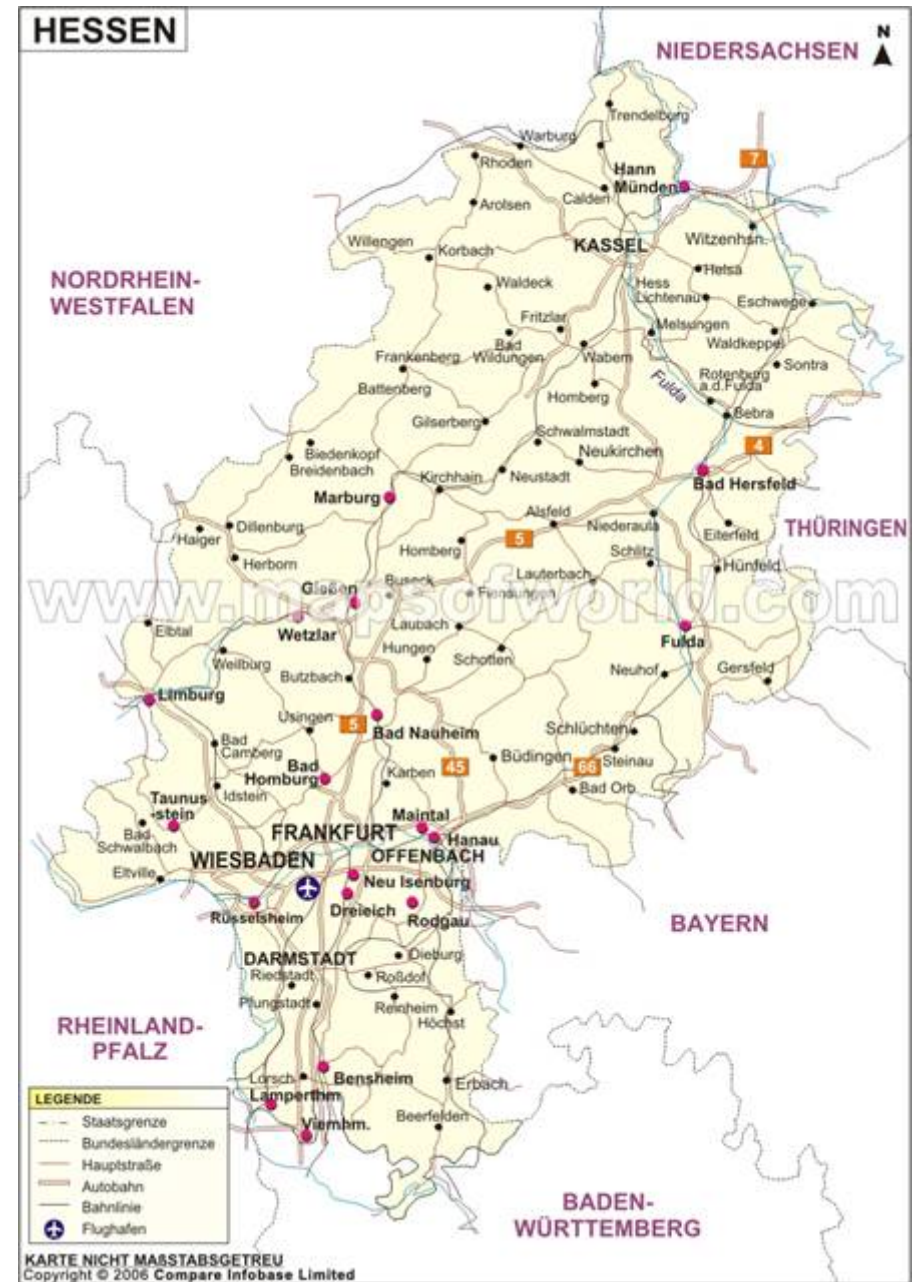 HESSEN
N
NIEDERSACHSEN
Trendelborg
Warburg
Rhoden
7
Hann
Münden
Calden
Arolsen
Willengen
Korbach
KASSEL
Witzenhsn.
NORDRHEIN-
WESTFALEN
Helsa
Waldeck
Hess
Lichtenau
Eschwege
Fritzlar
Melsungen
Bad
Wildungen
Wabern
Waldkeppel
Sontra
Frankenberg
Rotenburg
a.d.Fulda
Fulda
Battenberg
Homberg
Bebra
Gilserberg
Schwalmstadt
4
Biedenkopf
Neukirchen
Breidenbach
Kirchhain
Neustadt
Bad Hersfeld
Marburg
Alsfeld
Niederaula
THÜRINGEN
Dillenburg
Haiger
5
Eiterfeld
Homberg
Schlitz
Herborn
Hünfeld
Lauterbach
www.mapsofworld.com
Gießen
Buseck
Elbtal
Wetzlar
Laubach
Fulda
Hungen
Schotten
Weilburg
Neuhof
Gersfeld
Butzbach
Limburg
Usingen
5
Bad Nauheim
Schlüchten
Bad
Camberg
Büdingen
Steinau
Bad
Homburg
45
66
Karben
Idstein
Bad Orb
Taunus
-stein
Maintal
Bad
Schwalbach
FRANKFURT
Hanau
WIESBADEN
OFFENBACH
Eltville
Neu Isenburg
Rüsselsheim
Dreieich
Rodgau
BAYERN
DARMSTADT
Dieburg
Riedstadt
Roßdof
Pfungstadt
Reinheim
Höchst
RHEINLAND-
PFALZ
Lorsch
Bensheim
Erbach
Lamperthm
Viernhm.
Beerfelden
LEGENDE
Staatsgrenze
Bundesländergrenze
Hauptstraße
Autobahn
Bahnlinie
Flughafen
BADEN-
WÜRTTEMBERG
KARTE NICHT MAßSTABSGETREU
Copyright © 2006 Compare Infobase Limited